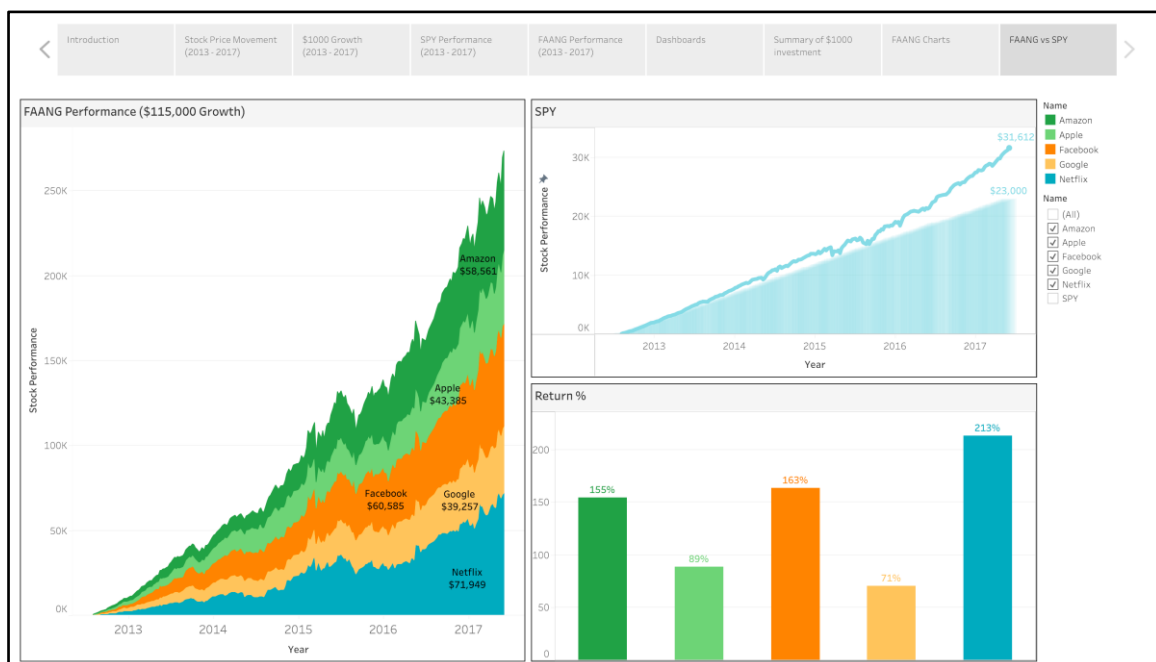 Introduction
Stock Price Movement
(2013 - 2017)
$1000 Growth
(2013 - 2017)
SPY Performance
(2013 - 2017)
FAANG Performance
(2013 - 2017)
Dashboards
Summary of $1000
investment
FAANG Charts
FAANG vs SPY
FAANG Performance ($115,000 Growth)
Stock Performance
250K
200K
150K
100K
50K
0K
Amazon
$58,561
Apple
$43,385
Facebook
$60,585
Google
$39,257
Netflix
$71,949
2013
2014
2015
2016
2017
Year
SPY
Stock Performance
30K
20K
10K
0K
$31,612
$23,000
2013
2014
2015
2016
2017
Year
Return %
200
150
100
50
0
155%
89%
163%
71%
213%
Name
Amazon
Apple
Facebook
Google
Netflix
Name
(All)
Amazon
Apple
Facebook
Google
Netflix
SPY